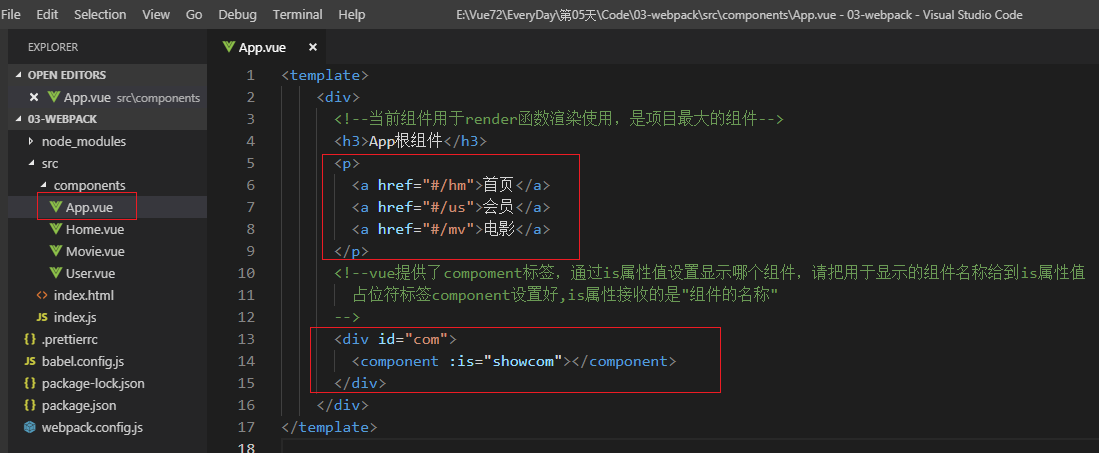 File Edit Selection View Go Debug Terminal Help E:\Vue72\EveryDay\第05天\Code\03-webpack\src\components\App.vue - 03-webpack - Visual Studio Code
EXPLORER
OPEN EDITORS
App.vue src\components
03-WEBPACK
node_modules
src
components
App.vue
Home.vue
Movie.vue
User.vue
index.html
index.js
.prettierrc
babel.config.js
package-lock.json
package.json
webpack.config.js
App.vue
1 <template>
2 <div>
3 <!--当前组件用于render函数渲染使用，是项目最大的组件-->
4 <h3>App根组件</h3>
5 <p>
6 <a href="#/hm">首页</a>
7 <a href="#/us">会员</a>
8 <a href="#/mv">电影</a>
9 </p>
10 <!--vue提供了compoment标签，通过is属性值设置显示哪个组件，请把用于显示的组件名称给到is属性值
11 占位符标签component设置好,is属性接收的是"组件的名称"
12 -->
13 <div id="com">
14 <component :is="showcom"></component>
15 </div>
16 </div>
17 </template>
18